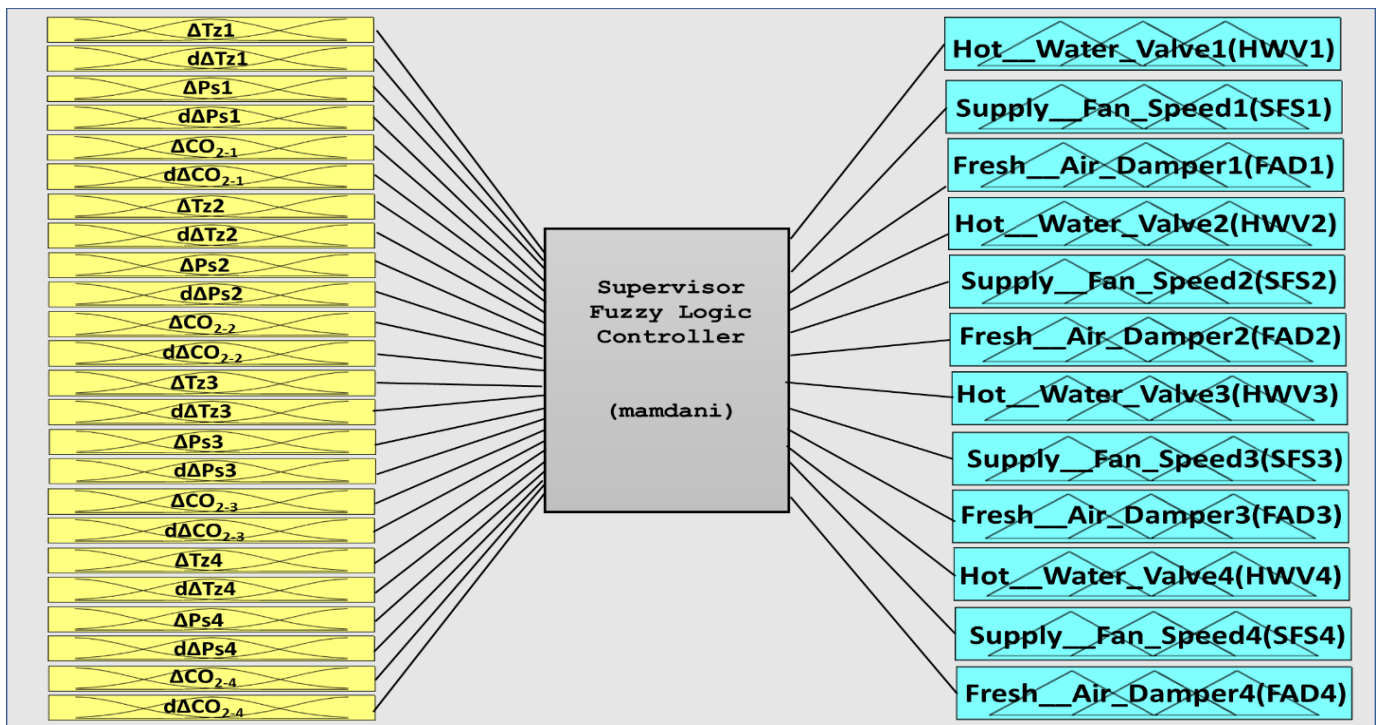 ΔTz1
dΔTz1
ΔPs1
dΔPs1
ΔCO₂₋₁
dΔCO₂₋₁
ΔTz2
dΔTz2
ΔPs2
dΔPs2
ΔCO₂₋₂
dΔCO₂₋₂
ΔTz3
dΔTz3
ΔPs3
dΔPs3
ΔCO₂₋₃
dΔCO₂₋₃
ΔTz4
dΔTz4
ΔPs4
dΔPs4
ΔCO₂₋₄
dΔCO₂₋₄
Supervisor
Fuzzy Logic
Controller
(mamdani)
Hot__Water_Valve1(HWV1)
Supply__Fan_Speed1(SFS1)
Fresh__Air_Damper1(FAD1)
Hot__Water_Valve2(HWV2)
Supply__Fan_Speed2(SFS2)
Fresh__Air_Damper2(FAD2)
Hot__Water_Valve3(HWV3)
Supply__Fan_Speed3(SFS3)
Fresh__Air_Damper3(FAD3)
Hot__Water_Valve4(HWV4)
Supply__Fan_Speed4(SFS4)
Fresh__Air_Damper4(FAD4)